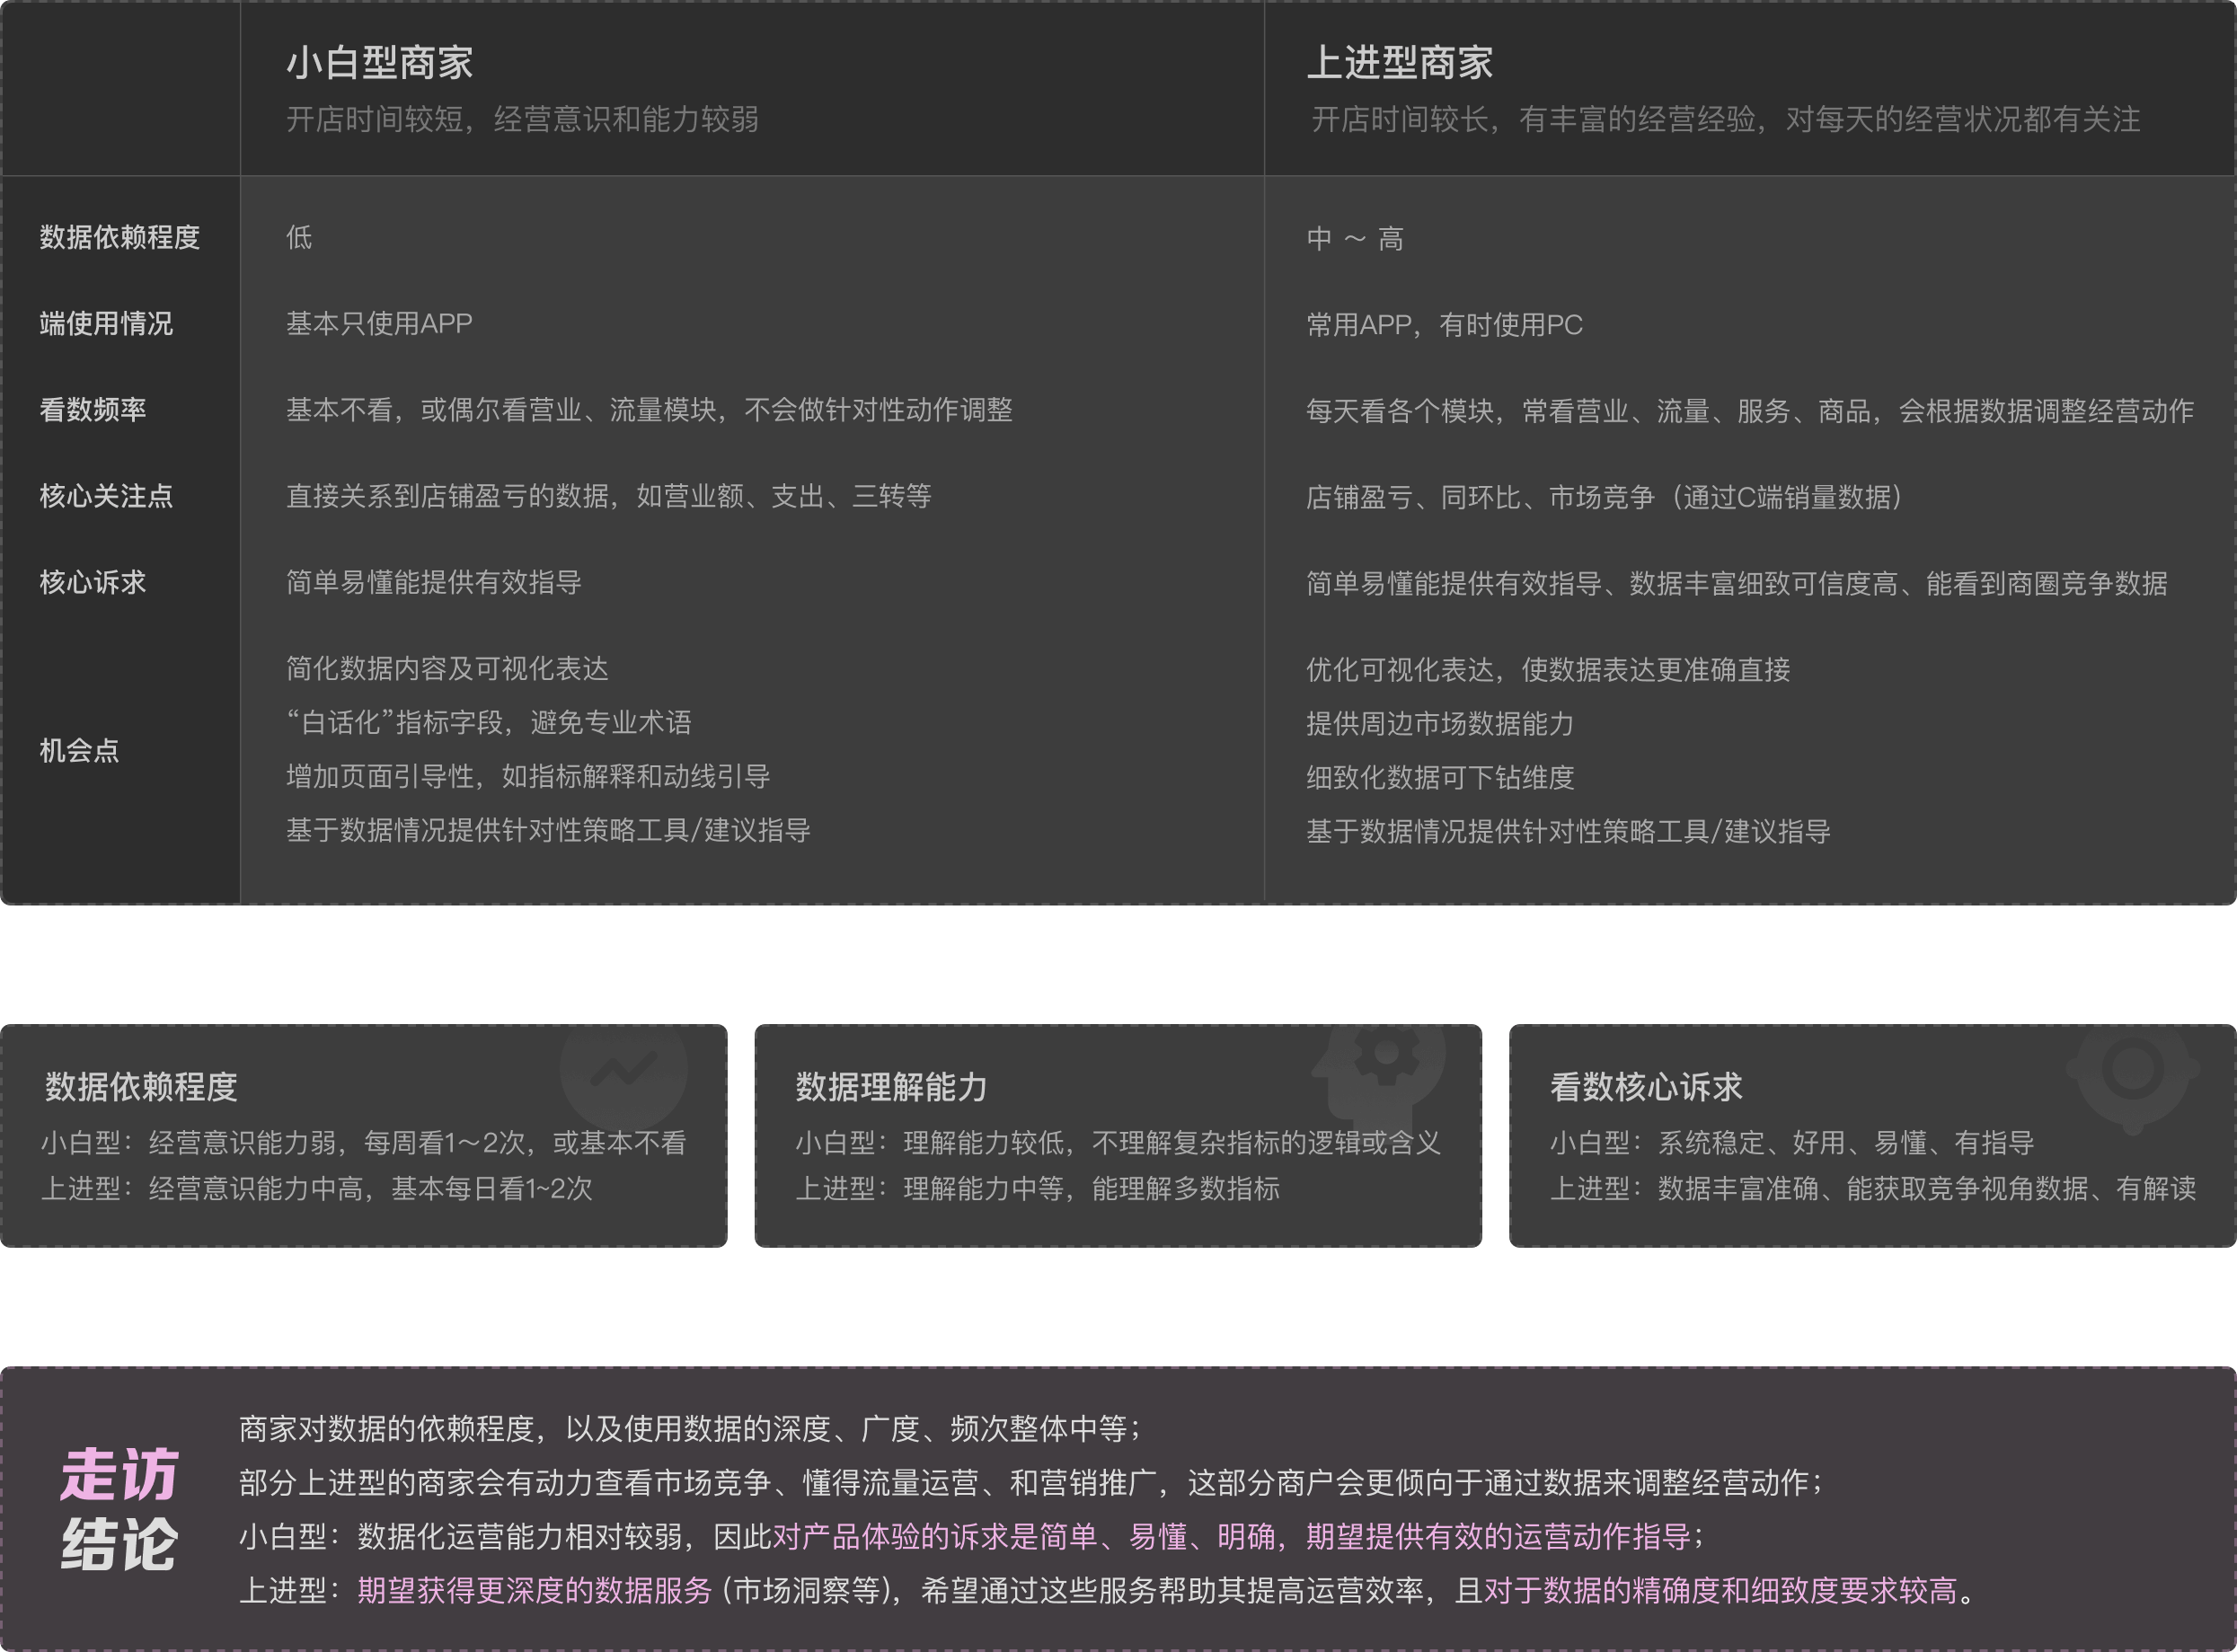 小白型商家
开店时间较短，经营意识和能力较弱
上进型商家
开店时间较长，有丰富的经营经验，对每天的经营状况都有关注
数据依赖程度
低
中 ～ 高
端使用情况
基本只使用APP
常用APP，有时使用PC
看数频率
基本不看，或偶尔看营业、流量模块，不会做针对性动作调整
每天看各个模块，常看营业、流量、服务、商品，会根据数据调整经营动作
核心关注点
直接关系到店铺盈亏的数据，如营业额、支出、三转等
店铺盈亏、同环比、市场竞争（通过C端销量数据）
核心诉求
简单易懂能提供有效指导
简单易懂能提供有效指导、数据丰富细致可信度高、能看到商圈竞争数据
机会点
简化数据内容及可视化表达
“白话化”指标字段，避免专业术语
增加页面引导性，如指标解释和动线引导
基于数据情况提供针对性策略工具/建议指导
优化可视化表达，使数据表达更准确直接
提供周边市场数据能力
细致化数据可下钻维度
基于数据情况提供针对性策略工具/建议指导
数据依赖程度
小白型：经营意识能力弱，每周看1～2次，或基本不看
上进型：经营意识能力中高，基本每日看1~2次
数据理解能力
小白型：理解能力较低，不理解复杂指标的逻辑或含义
上进型：理解能力中等，能理解多数指标
看数核心诉求
小白型：系统稳定、好用、易懂、有指导
上进型：数据丰富准确、能获取竞争视角数据、有解读
走访
结论
商家对数据的依赖程度，以及使用数据的深度、广度、频次整体中等；
部分上进型的商家会有动力查看市场竞争、懂得流量运营、和营销推广，这部分商户会更倾向于通过数据来调整经营动作；
小白型：数据化运营能力相对较弱，因此对产品体验的诉求是简单、易懂、明确，期望提供有效的运营动作指导；
上进型：期望获得更深度的数据服务 (市场洞察等)，希望通过这些服务帮助其提高运营效率，且对于数据的精确度和细致度要求较高。